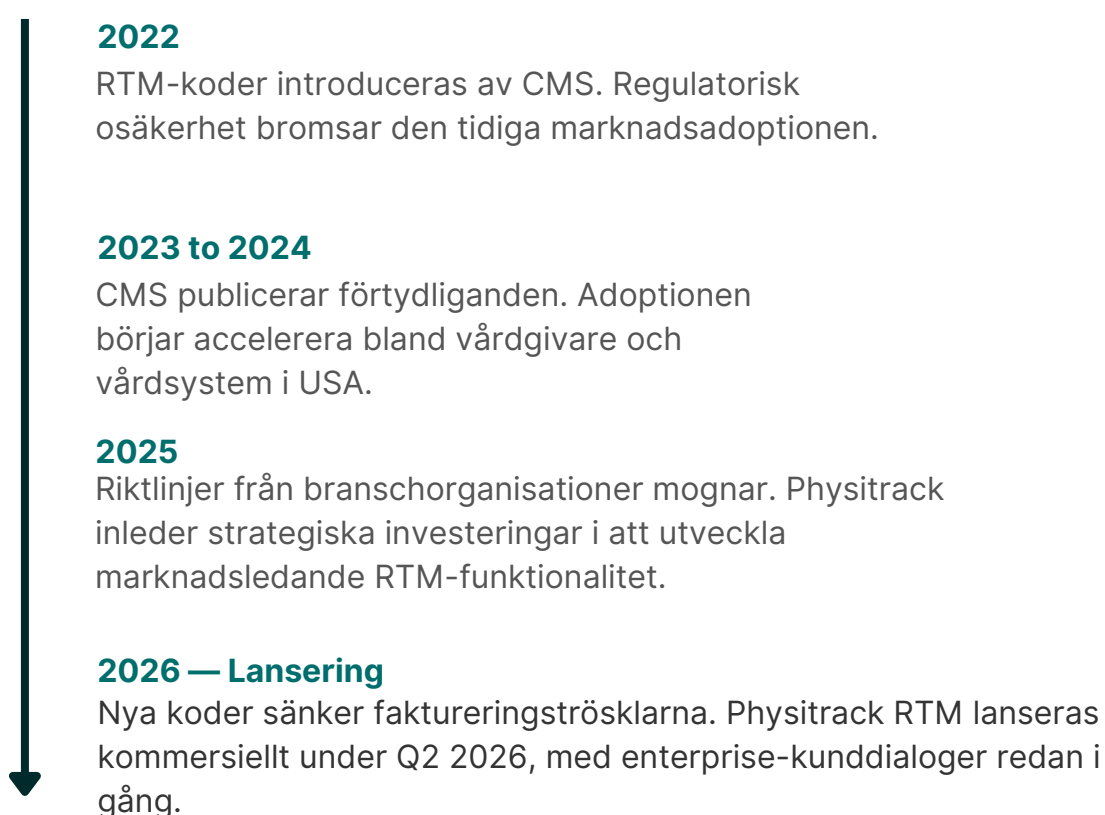 2022
RTM-koder introduceras av CMS. Regulatorisk
osäkerhet bromsar den tidiga marknadsadoptionen.
2023 to 2024
CMS publicerar förtydliganden. Adoptionen
börjar accelerera bland vårdgivare och
vårdsystem i USA.
2025
Riktlinjer från branschorganisationer mognar. Physitrack
inleder strategiska investeringar i att utveckla
marknadsledande RTM-funktionalitet.
2026 — Lansering
Nya koder sänker faktureringströsklarna. Physitrack RTM lanseras
kommersiellt under Q2 2026, med enterprise-kunddialoger redan i
gång.